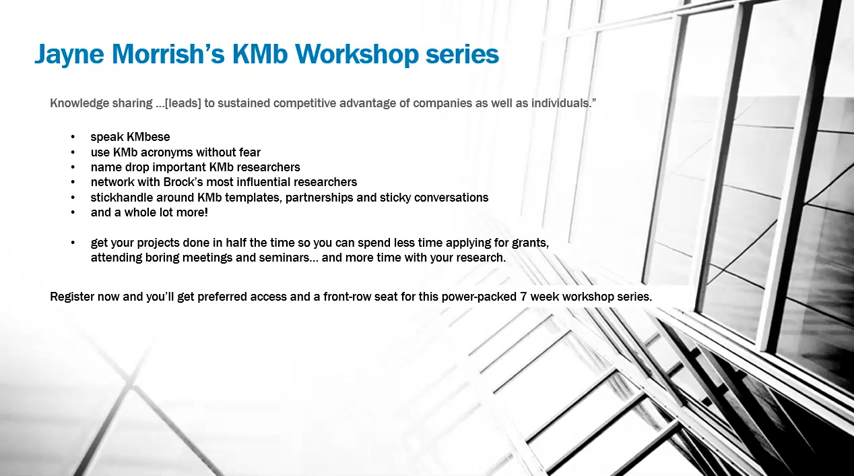 Jayne Morrish’s KMb Workshop series
Knowledge sharing ...[leads] to sustained competitive advantage of companies as well as individuals.”
• speak KMbese
• use KMb acronyms without fear
• name drop important KMb researchers
• network with Brock’s most influential researchers
• stickhandle around KMb templates, partnerships and sticky conversations
• and a whole lot more!
• get your projects done in half the time so you can spend less time applying for grants,
attending boring meetings and seminars... and more time with your research.
Register now and you’ll get preferred access and a front-row seat for this power-packed 7 week workshop series.